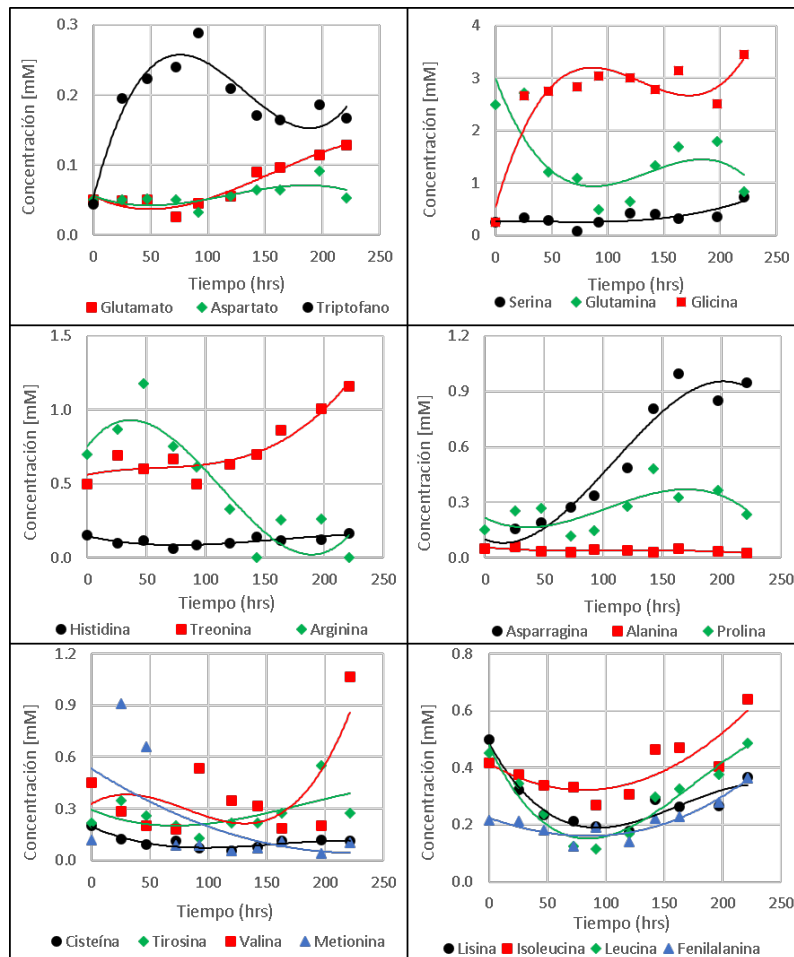 Concentración [mM]
0.3
0.2
0.1
0.0
0 50 100 150 200 250
Tiempo (hrs)
Glutamato Aspartato Triptofano
Concentración [mM]
4
3
2
1
0
0 50 100 150 200 250
Tiempo (hrs)
Serina Glutamina Glicina
Concentración [mM]
1.5
1.0
0.5
0.0
0 50 100 150 200 250
Tiempo (hrs)
Histidina Treonina Arginina
Concentración [mM]
1.2
0.9
0.6
0.3
0.0
0 50 100 150 200 250
Tiempo (hrs)
Asparragina Alanina Prolina
Concentración [mM]
1.2
0.9
0.6
0.3
0.0
0 50 100 150 200 250
Tiempo (hrs)
Cisteína Tirosina Valina Metionina
Concentración [mM]
0.8
0.6
0.4
0.2
0.0
0 50 100 150 200 250
Tiempo (hrs)
Lisina Isoleucina Leucina Fenilalanina